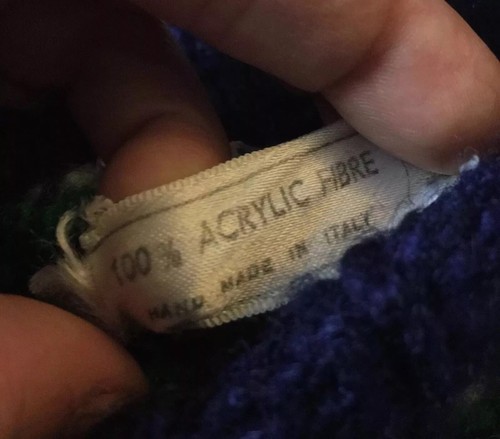 100% ACRYLIC FIBRE
HAND MADE IN ITALY